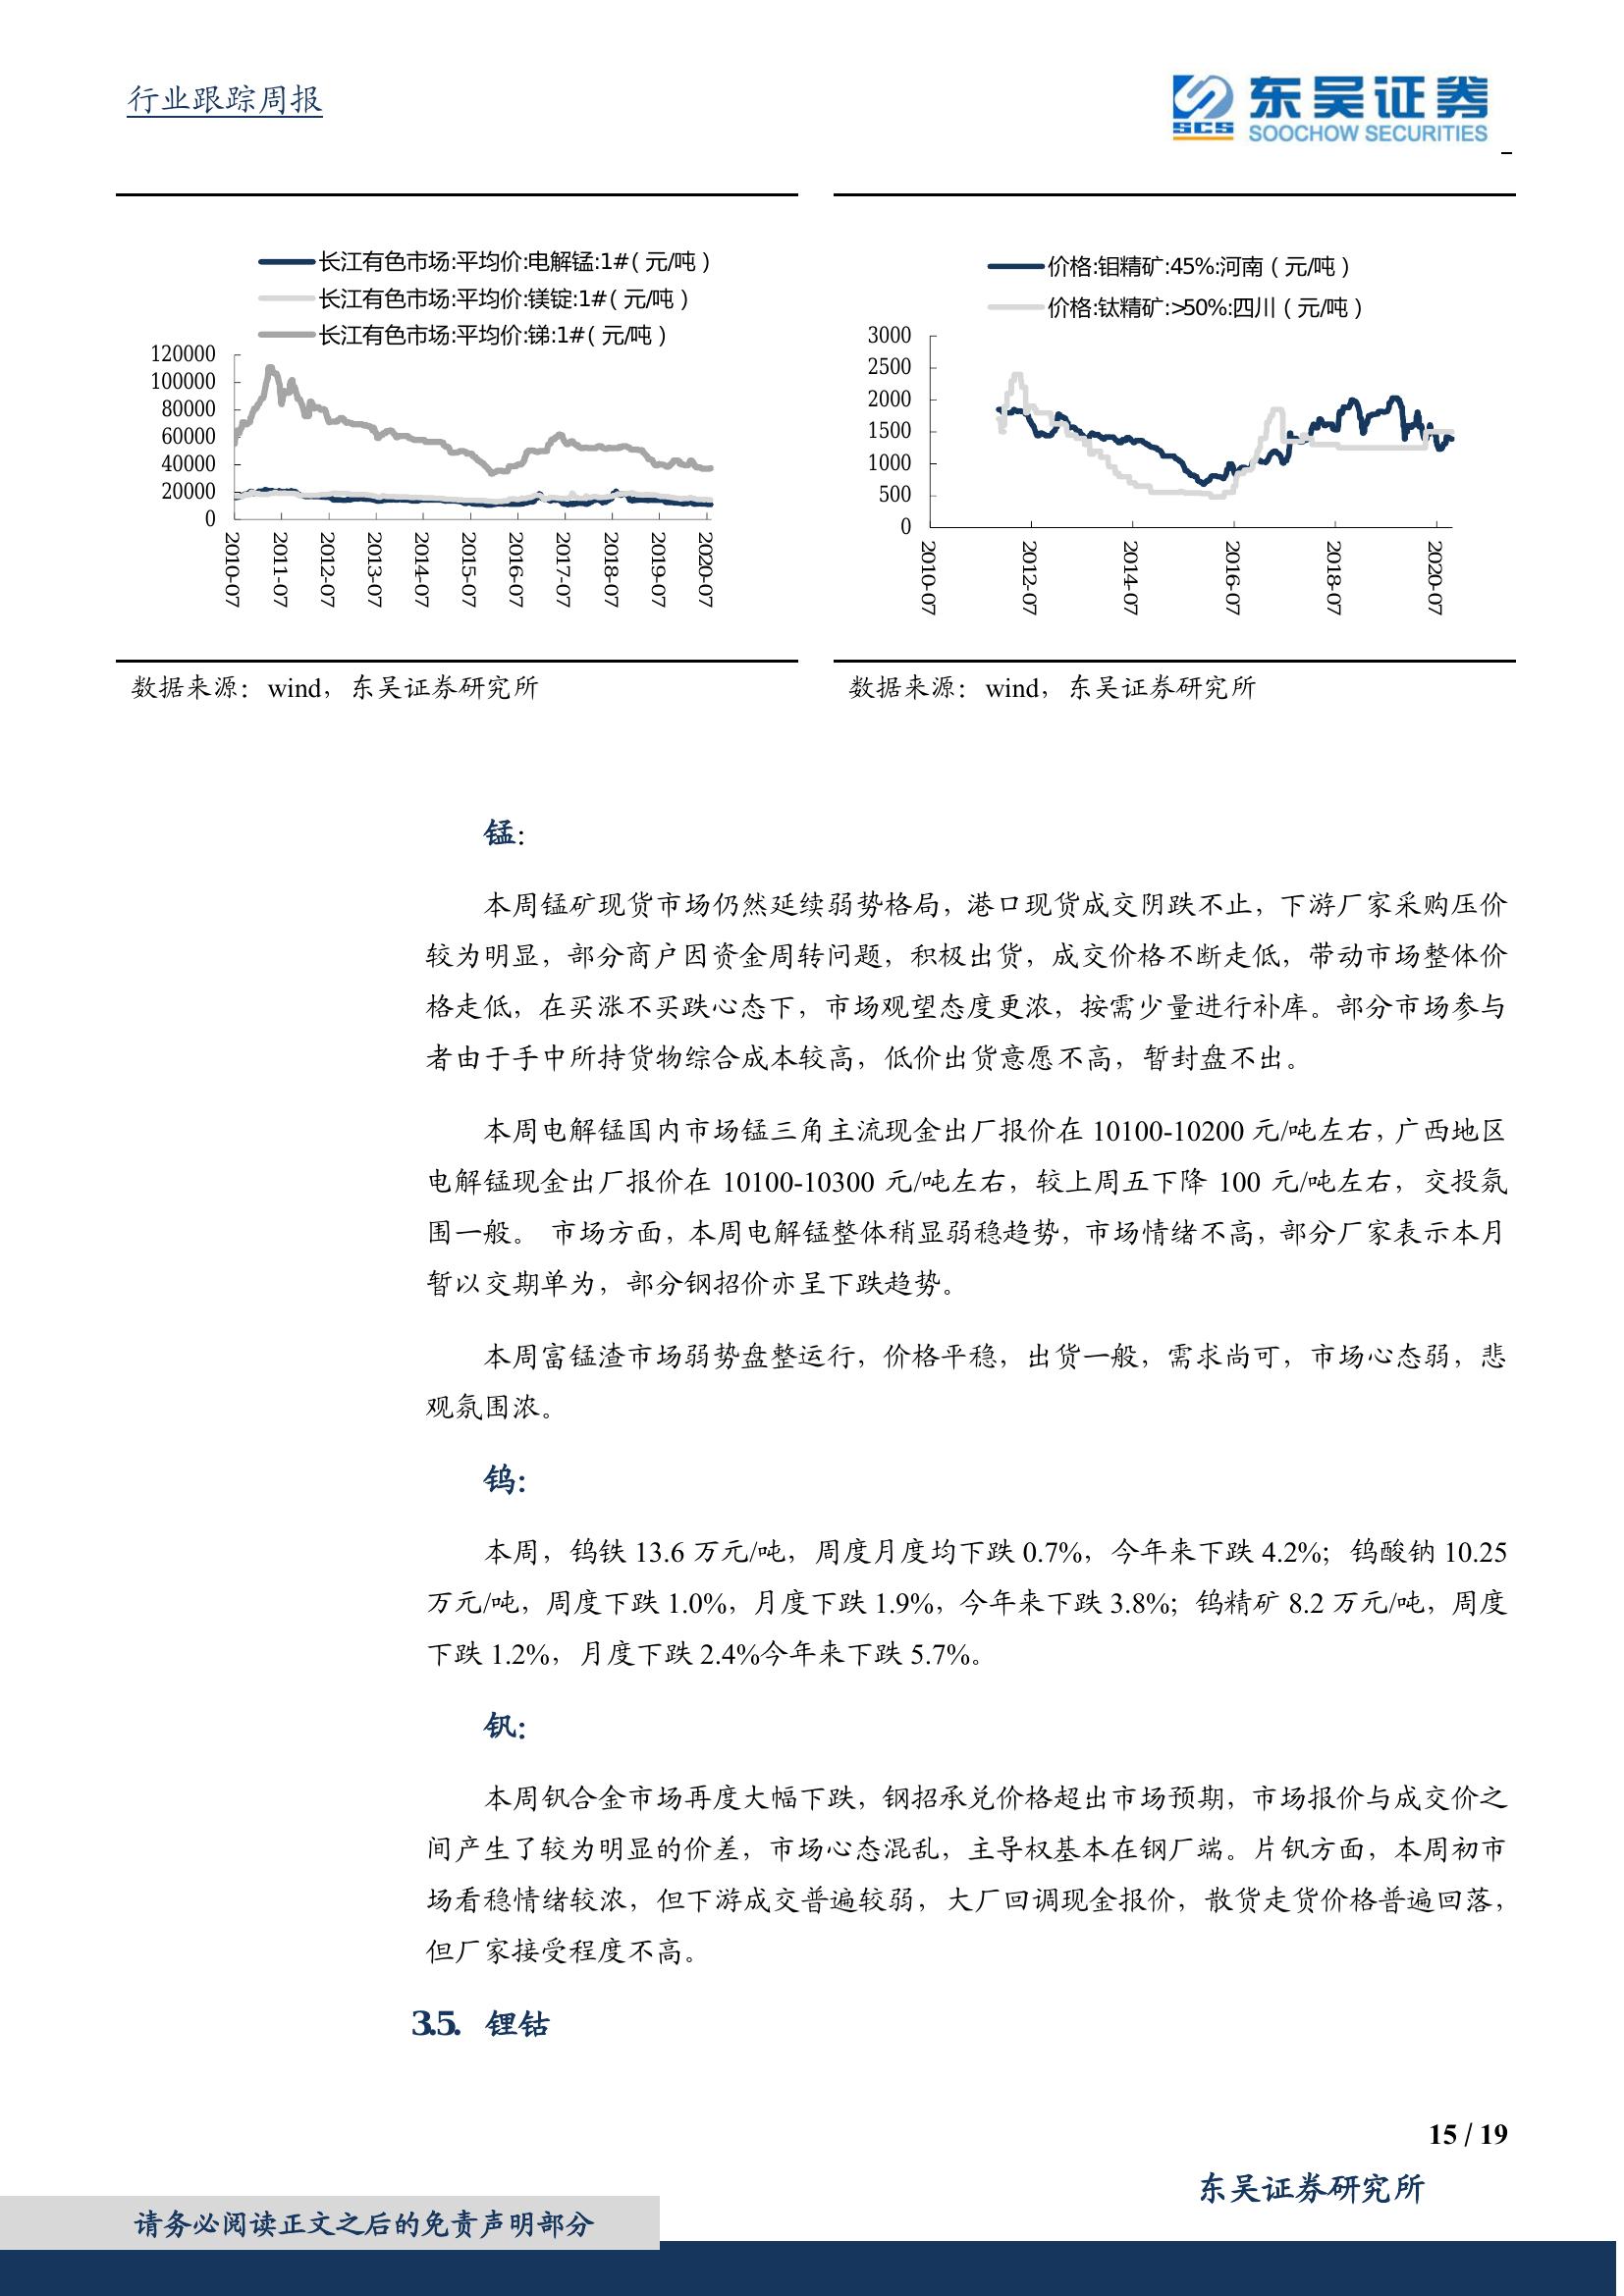 行业跟踪周报
SCS 东吴证券
SOOCHOW SECURITIES
长江有色市场:平均价:电解锰:1#(元/吨)
长江有色市场:平均价:镁锭:1#(元/吨)
长江有色市场:平均价:锑:1#(元/吨)
120000
100000
80000
60000
40000
20000
0
2010-07
2011-07
2012-07
2013-07
2014-07
2015-07
2016-07
2017-07
2018-07
2019-07
2020-07
数据来源：wind，东吴证券研究所
价格:钼精矿:45%:河南(元/吨)
价格:钛精矿:>50%:四川(元/吨)
3000
2500
2000
1500
1000
500
0
2010-07
2012-07
2014-07
2016-07
2018-07
2020-07
数据来源：wind，东吴证券研究所
锰：
本周锰矿现货市场仍然延续弱势格局，港口现货成交阴跌不止，下游厂家采购压价
较为明显，部分商户因资金周转问题，积极出货，成交价格不断走低，带动市场整体价
格走低，在买涨不买跌心态下，市场观望态度更浓，按需少量进行补库。部分市场参与
者由于手中所持货物综合成本较高，低价出货意愿不高，暂封盘不出。
本周电解锰国内市场锰三角主流现金出厂报价在 10100-10200 元/吨左右，广西地区
电解锰现金出厂报价在 10100-10300 元/吨左右，较上周五下降 100 元/吨左右，交投氛
围一般。 市场方面，本周电解锰整体稍显弱稳趋势，市场情绪不高，部分厂家表示本月
暂以交期单为，部分钢招价亦呈下跌趋势。
本周富锰渣市场弱势盘整运行，价格平稳，出货一般，需求尚可，市场心态弱，悲
观氛围浓。
钨：
本周，钨铁 13.6 万元/吨，周度月度均下跌 0.7%，今年来下跌 4.2%；钨酸钠 10.25
万元/吨，周度下跌 1.0%，月度下跌 1.9%，今年来下跌 3.8%；钨精矿 8.2 万元/吨，周度
下跌 1.2%，月度下跌 2.4%今年来下跌 5.7%。
钒：
本周钒合金市场再度大幅下跌，钢招承兑价格超出市场预期，市场报价与成交价之
间产生了较为明显的价差，市场心态混乱，主导权基本在钢厂端。片钒方面，本周初市
场看稳情绪较浓，但下游成交普遍较弱，大厂回调现金报价，散货走货价格普遍回落，
但厂家接受程度不高。
3.5. 锂钴
15 / 19
东吴证券研究所
请务必阅读正文之后的免责声明部分